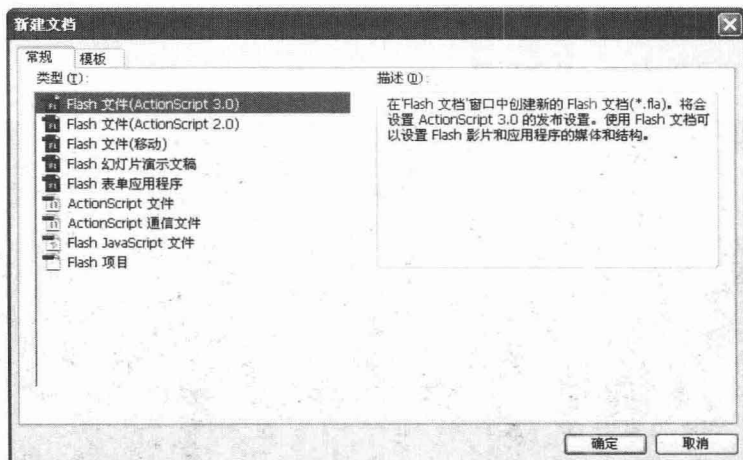 新建文档
常规 模板
类型(T):
Flash 文件(ActionScript 3.0)
Flash 文件(ActionScript 2.0)
Flash 文件(移动)
Flash 幻灯片演示文稿
Flash 表单应用程序
ActionScript 文件
ActionScript 通信文件
Flash JavaScript 文件
Flash 项目
描述(D):
在'Flash 文档'窗口中创建新的 Flash 文档(*.fla)。将会
设置 ActionScript 3.0 的发布设置。使用 Flash 文档可
以设置 Flash 影片和应用程序的媒体和结构。
确定 取消